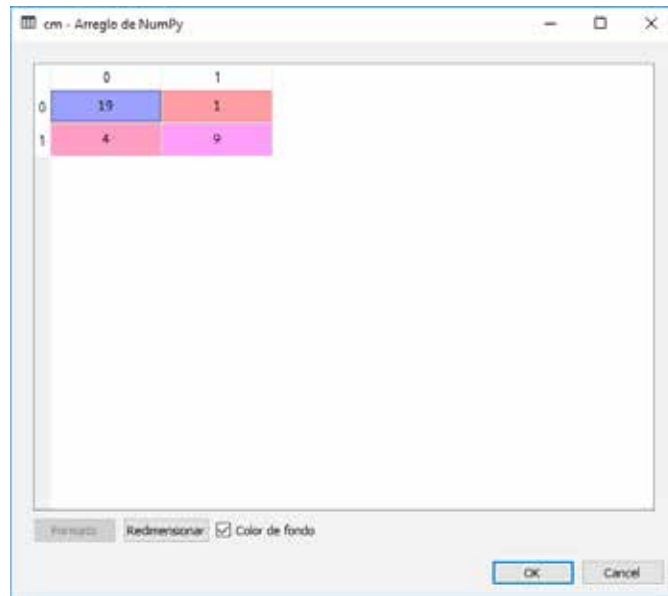 cm - Arreglo de NumPy
0 1
0 19 1
1 4 9
Formato Redimensionar Color de fondo
OK Cancel